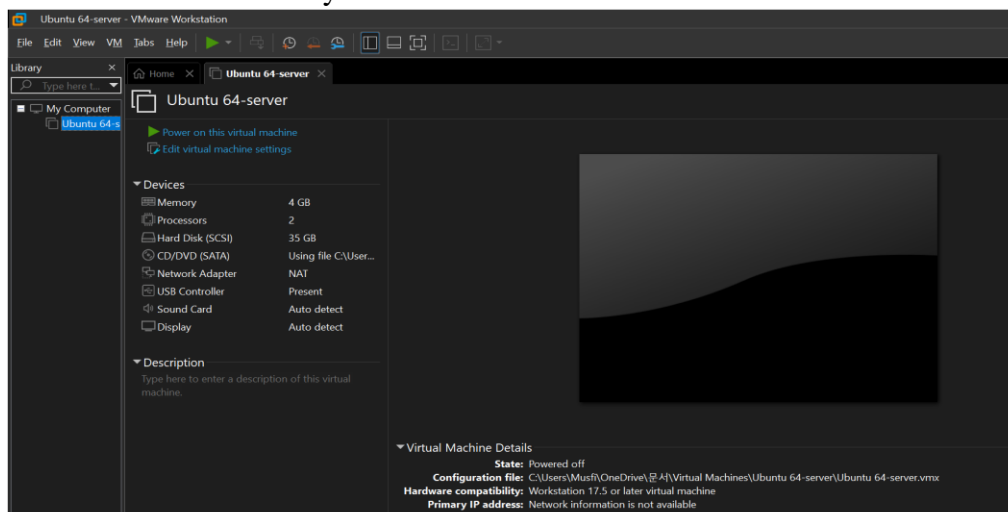 Ubuntu 64-server - VMware Workstation
File Edit View VM Tabs Help
Library
Type here t...
My Computer
Ubuntu 64-s
Home
Ubuntu 64-server
Ubuntu 64-server
Power on this virtual machine
Edit virtual machine settings
Devices
Memory 4 GB
Processors 2
Hard Disk (SCSI) 35 GB
CD/DVD (SATA) Using file C:\User...
Network Adapter NAT
USB Controller Present
Sound Card Auto detect
Display Auto detect
Description
Type here to enter a description of this virtual
machine.
Virtual Machine Details
State: Powered off
Configuration file: C:\Users\Musfi\OneDrive\문서\Virtual Machines\Ubuntu 64-server\Ubuntu 64-server.vmx
Hardware compatibility: Workstation 17.5 or later virtual machine
Primary IP address: Network information is not available